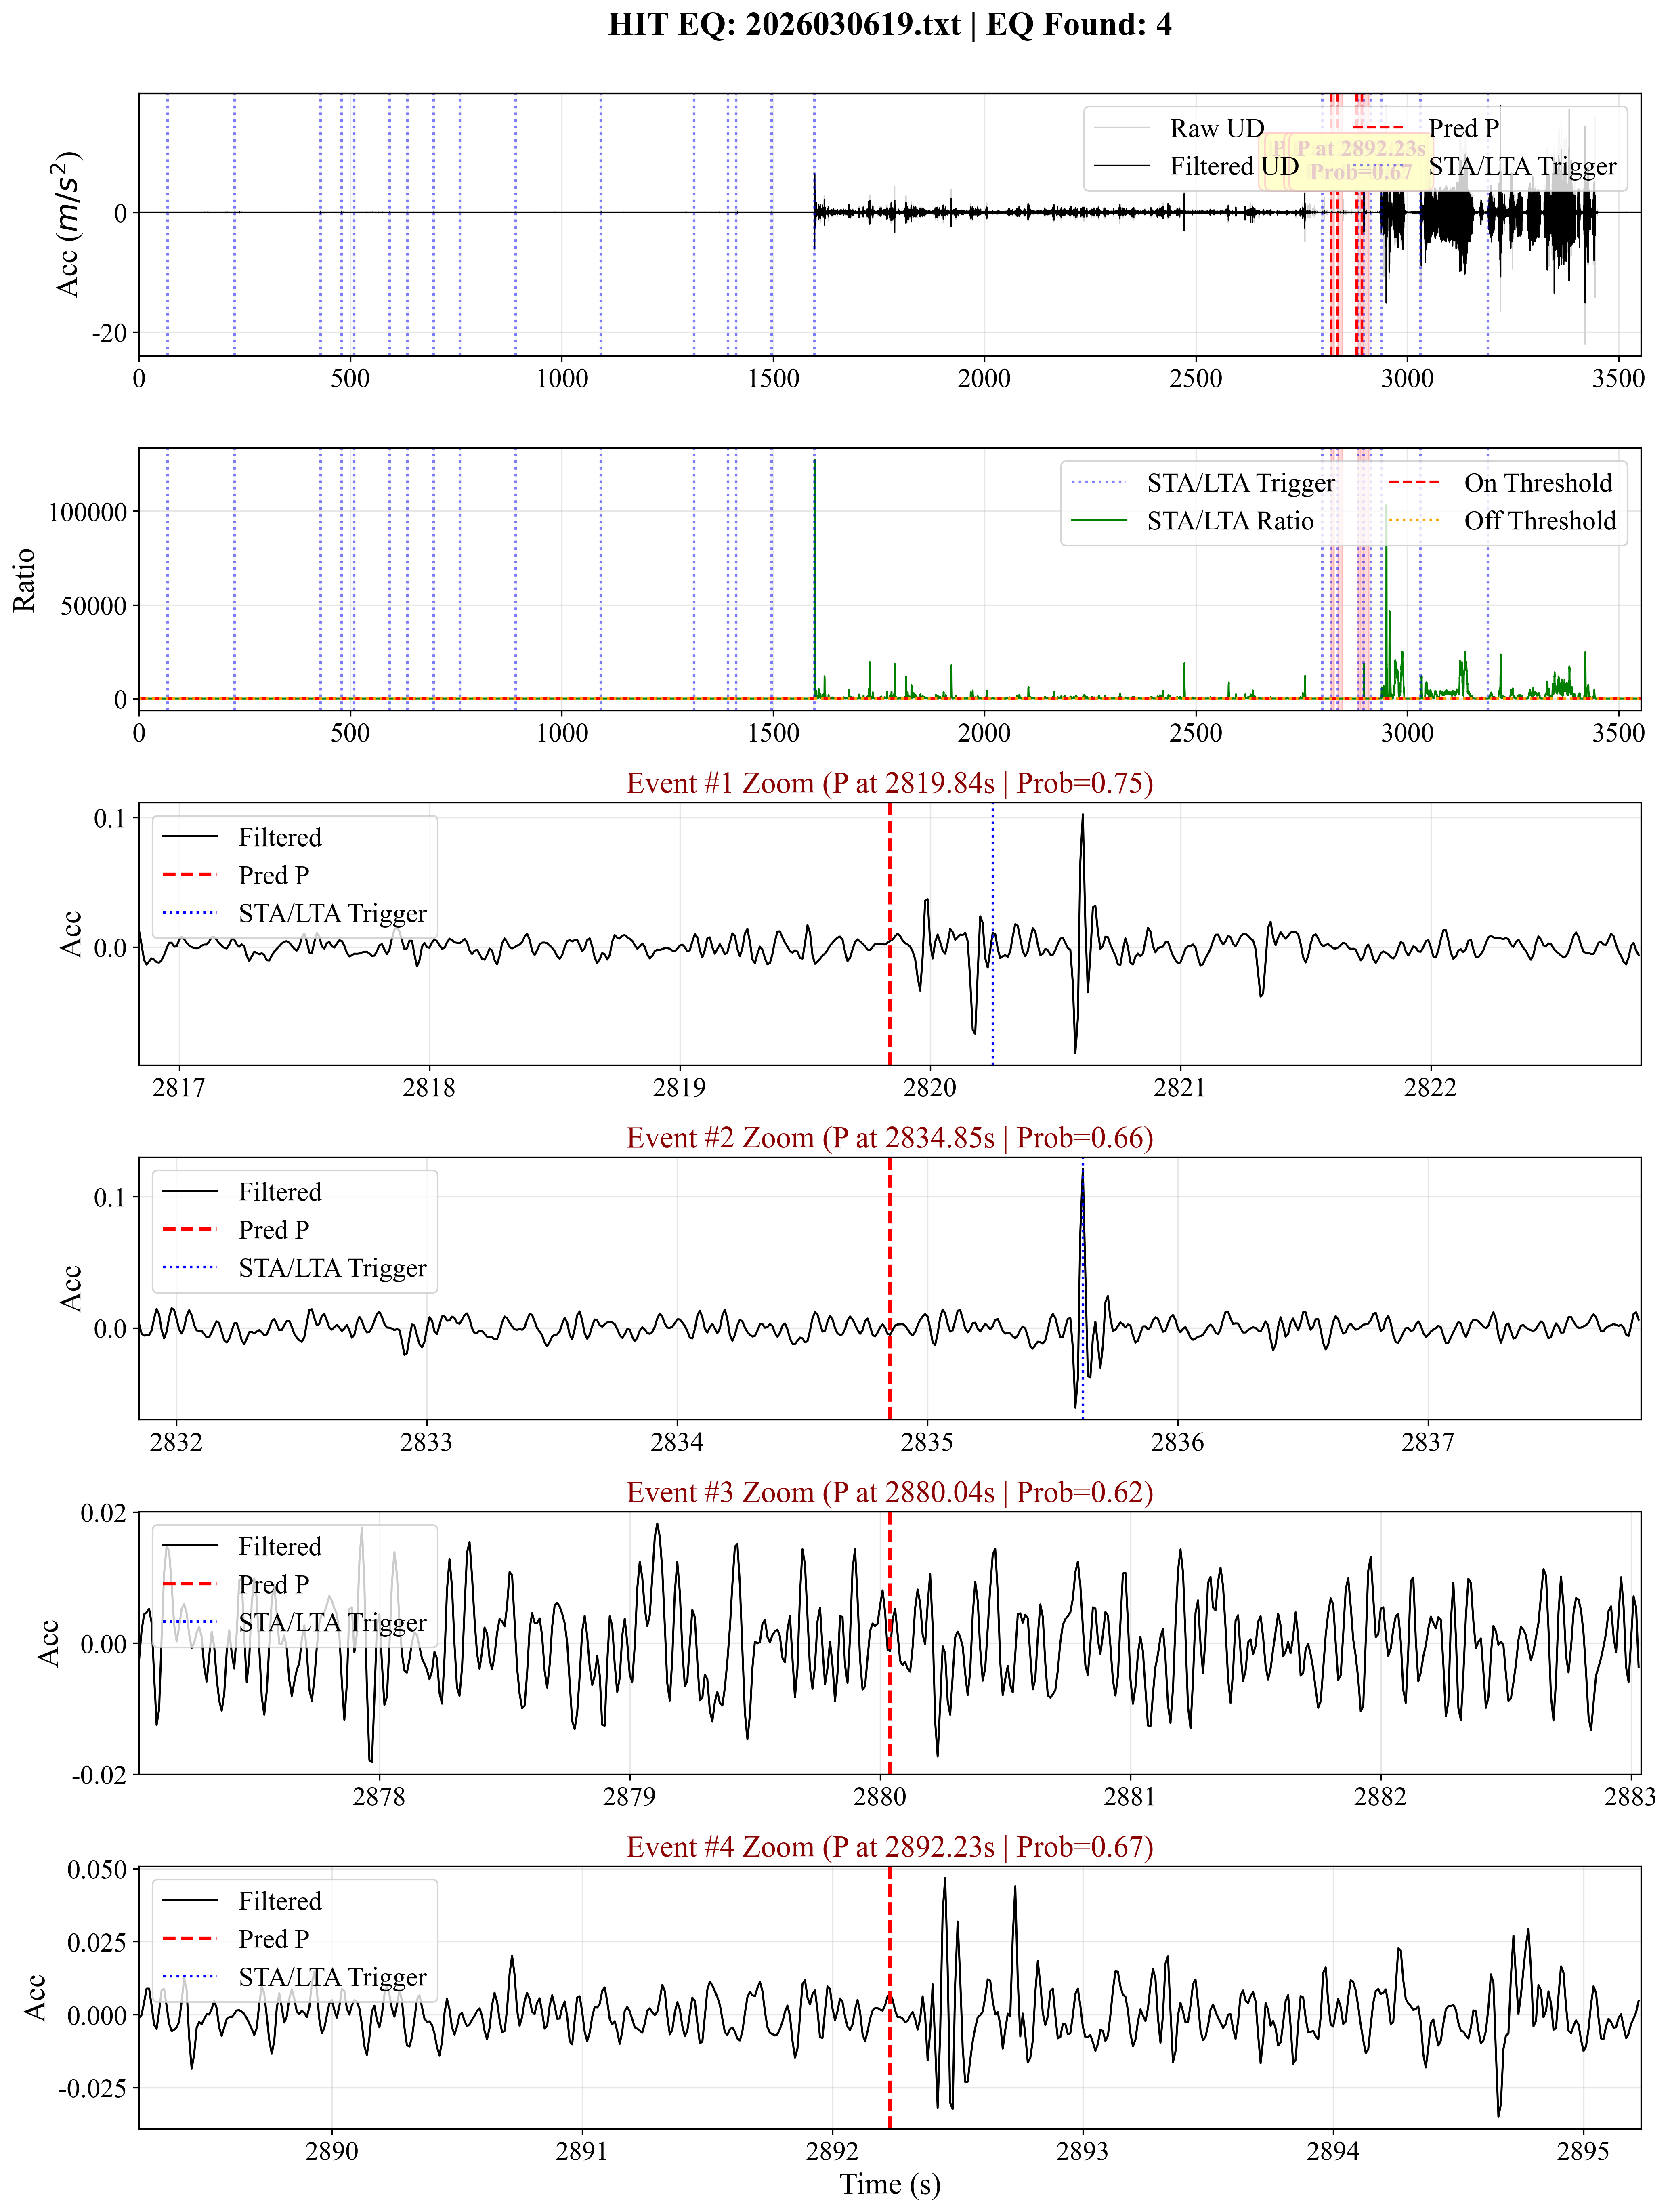 HIT EQ: 2026030619.txt | EQ Found: 4
Raw UD
Filtered UD
Pred P
STA/LTA Trigger
P at 2892.23s
Prob=0.67
Acc (m/s²)
0
-20
0 500 1000 1500 2000 2500 3000 3500
STA/LTA Trigger
STA/LTA Ratio
On Threshold
Off Threshold
Ratio
100000
50000
0
0 500 1000 1500 2000 2500 3000 3500
Event #1 Zoom (P at 2819.84s | Prob=0.75)
Filtered
Pred P
STA/LTA Trigger
Acc
0.1
0.0
2817 2818 2819 2820 2821 2822
Event #2 Zoom (P at 2834.85s | Prob=0.66)
Filtered
Pred P
STA/LTA Trigger
Acc
0.1
0.0
2832 2833 2834 2835 2836 2837
Event #3 Zoom (P at 2880.04s | Prob=0.62)
Filtered
Pred P
STA/LTA Trigger
Acc
0.02
0.00
-0.02
2878 2879 2880 2881 2882 2883
Event #4 Zoom (P at 2892.23s | Prob=0.67)
Filtered
Pred P
STA/LTA Trigger
Acc
0.050
0.025
0.000
-0.025
2890 2891 2892 2893 2894 2895
Time (s)